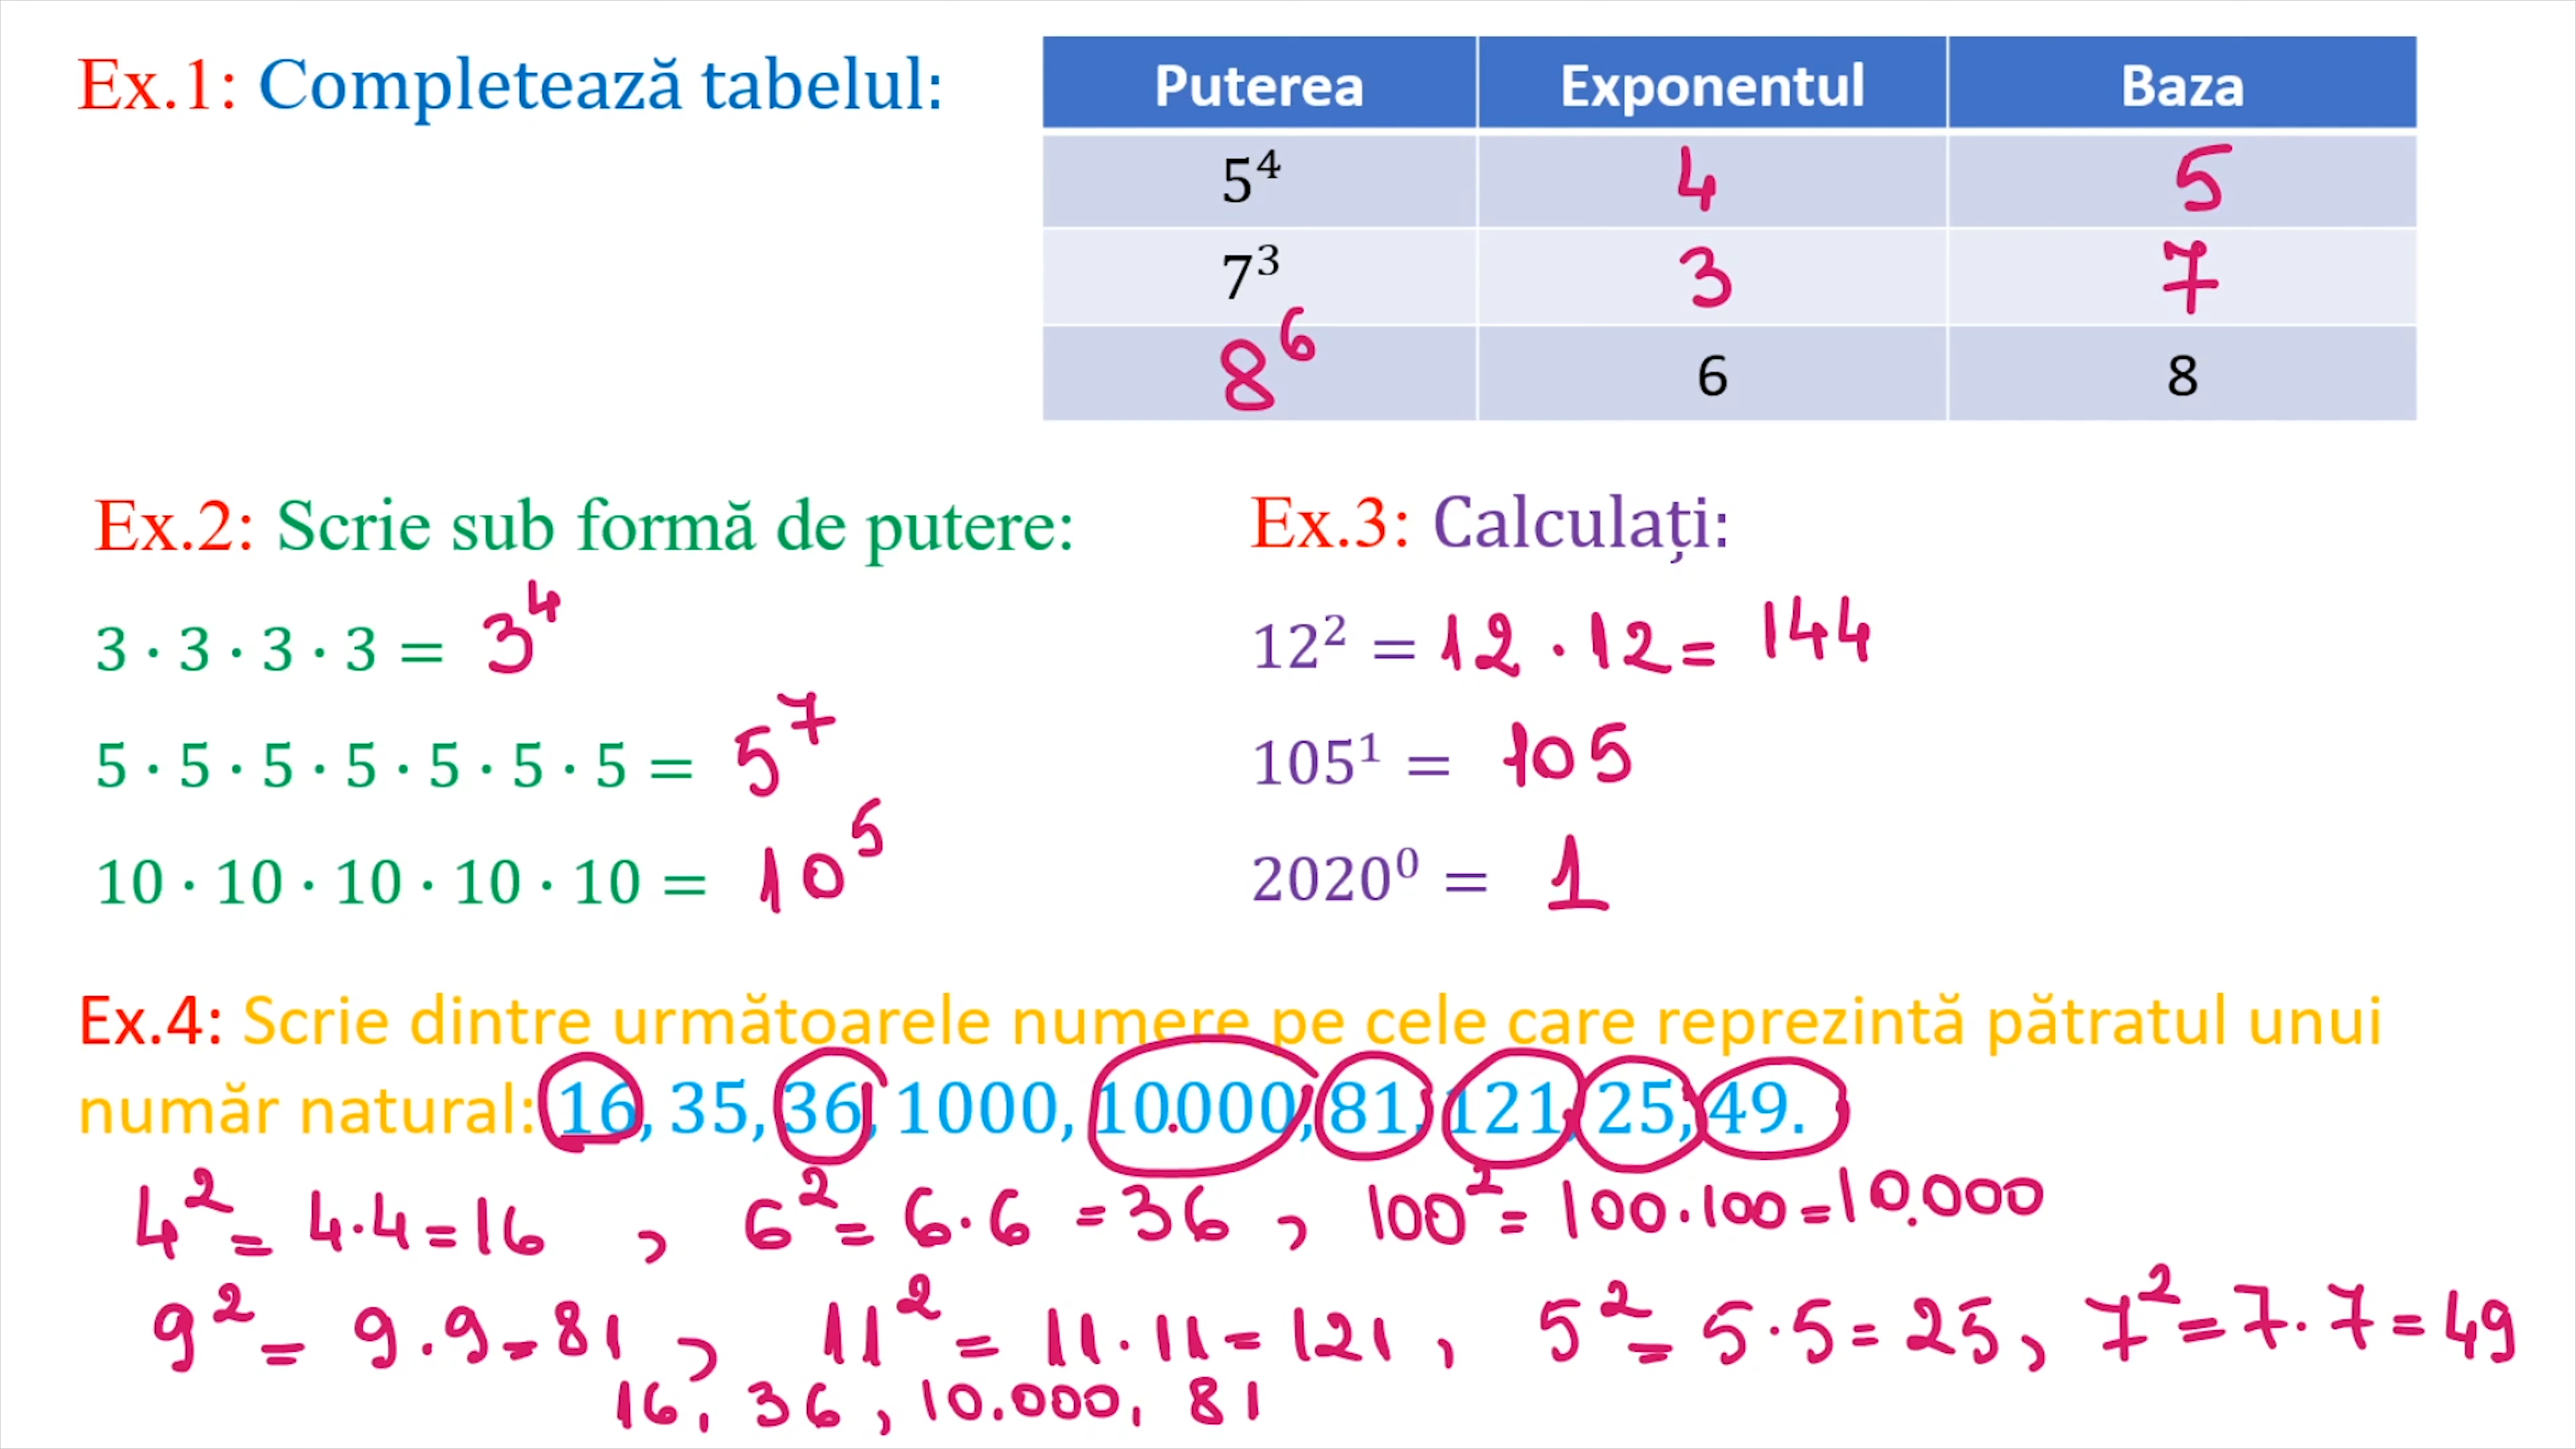 Ex.1: Completează tabelul:
Puterea Exponentul Baza
5⁴ 4 5
7³ 3 7
8⁶ 6 8
Ex.2: Scrie sub formă de putere:
3 · 3 · 3 · 3 = 3⁴
5 · 5 · 5 · 5 · 5 · 5 · 5 = 5⁷
10 · 10 · 10 · 10 · 10 = 10⁵
Ex.3: Calculați:
12² = 12 · 12 = 144
105¹ = 105
2020⁰ = 1
Ex.4: Scrie dintre următoarele numere pe cele care reprezintă pătratul unui
număr natural: 16, 35, 36, 1000, 10.000, 81, 121, 25, 49.
4² = 4·4=16 , 6² = 6·6 =36 , 100² = 100·100=10.000
9² = 9·9=81 , 11² = 11·11=121 , 5² = 5·5=25, 7²=7·7=49
16, 36, 10.000, 81